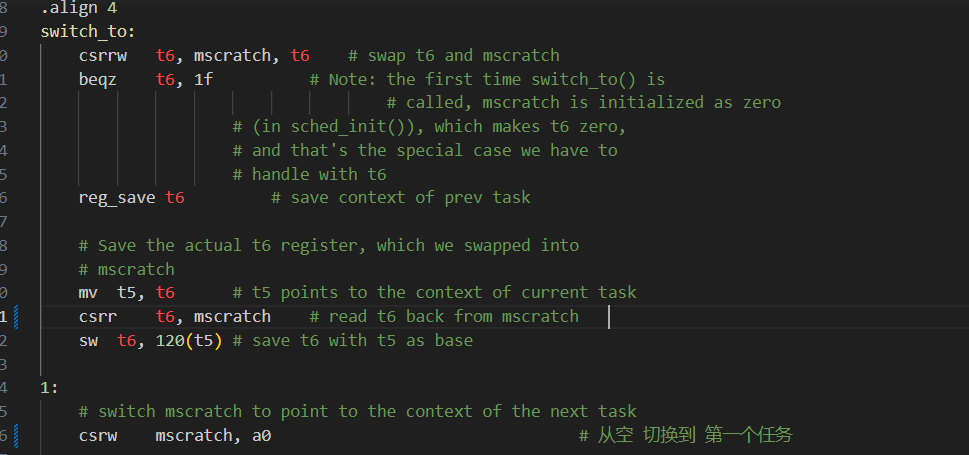 8 .align 4
9 switch_to:
0 csrrw t6, mscratch, t6 # swap t6 and mscratch
1 beqz t6, 1f # Note: the first time switch_to() is
2 # called, mscratch is initialized as zero
3 # (in sched_init()), which makes t6 zero,
4 # and that's the special case we have to
5 # handle with t6
6 reg_save t6 # save context of prev task
7
8 # Save the actual t6 register, which we swapped into
9 # mscratch
0 mv t5, t6 # t5 points to the context of current task
1 csrr t6, mscratch # read t6 back from mscratch
2 sw t6, 120(t5) # save t6 with t5 as base
3
4 1:
5 # switch mscratch to point to the context of the next task
6 csrw mscratch, a0 # 从空 切换到 第一个任务